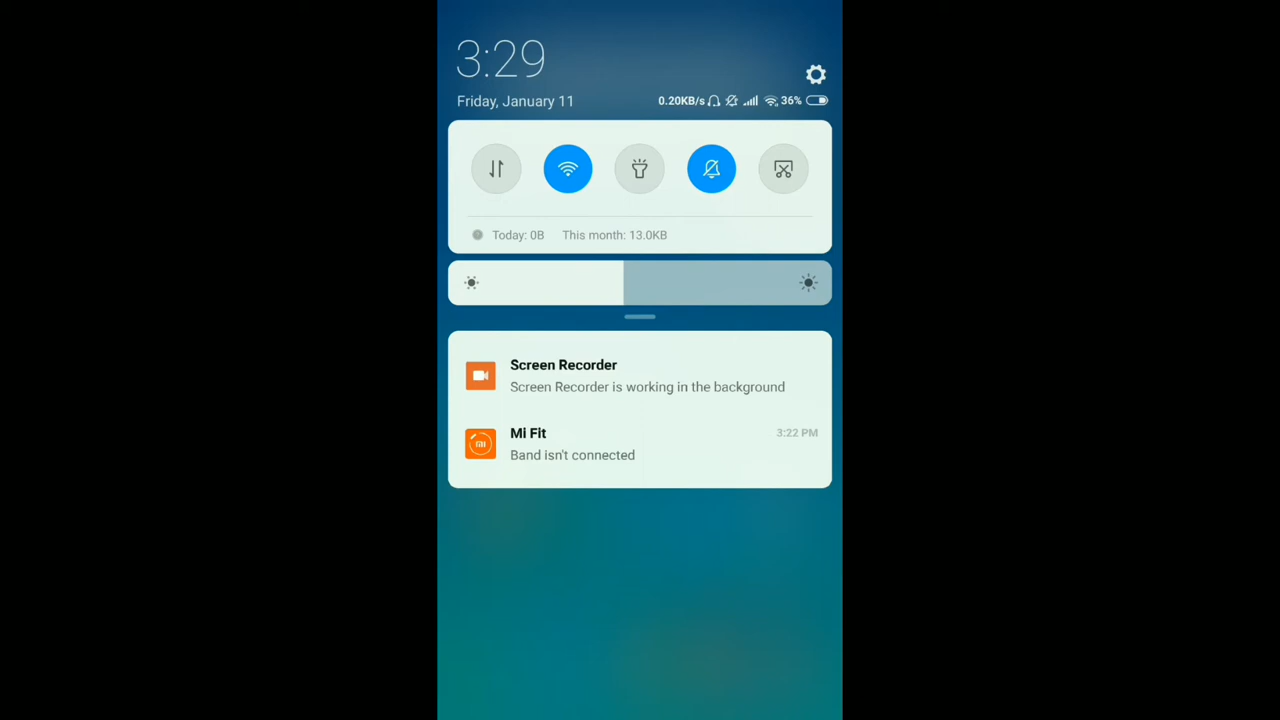 3:29
Friday, January 11
0.20KB/s 36%
Today: 0B This month: 13.0KB
Screen Recorder
Screen Recorder is working in the background
Mi Fit 3:22 PM
Band isn't connected